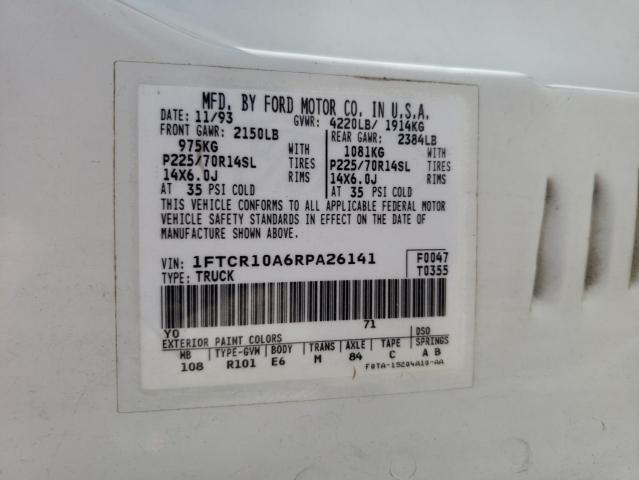 MFD. BY FORD MOTOR CO. IN U.S.A.
DATE: 11/93 GVWR: 4220LB/ 1914KG
FRONT GAWR: 2150LB REAR GAWR: 2384LB
975KG WITH 1081KG WITH
P225/70R14SL TIRES P225/70R14SL TIRES
14X6.0J RIMS 14X6.0J RIMS
AT 35 PSI COLD AT 35 PSI COLD
THIS VEHICLE CONFORMS TO ALL APPLICABLE FEDERAL MOTOR
VEHICLE SAFETY STANDARDS IN EFFECT ON THE DATE OF
MANUFACTURE SHOWN ABOVE.
VIN: 1FTCR10A6RPA26141 F0047
TYPE: TRUCK T0355
YO 71
EXTERIOR PAINT COLORS DSO
WB TYPE-GVW BODY TRANS AXLE TAPE SPRINGS
108 R101 E6 M 84 C A B
F0TA-15204A10-AA